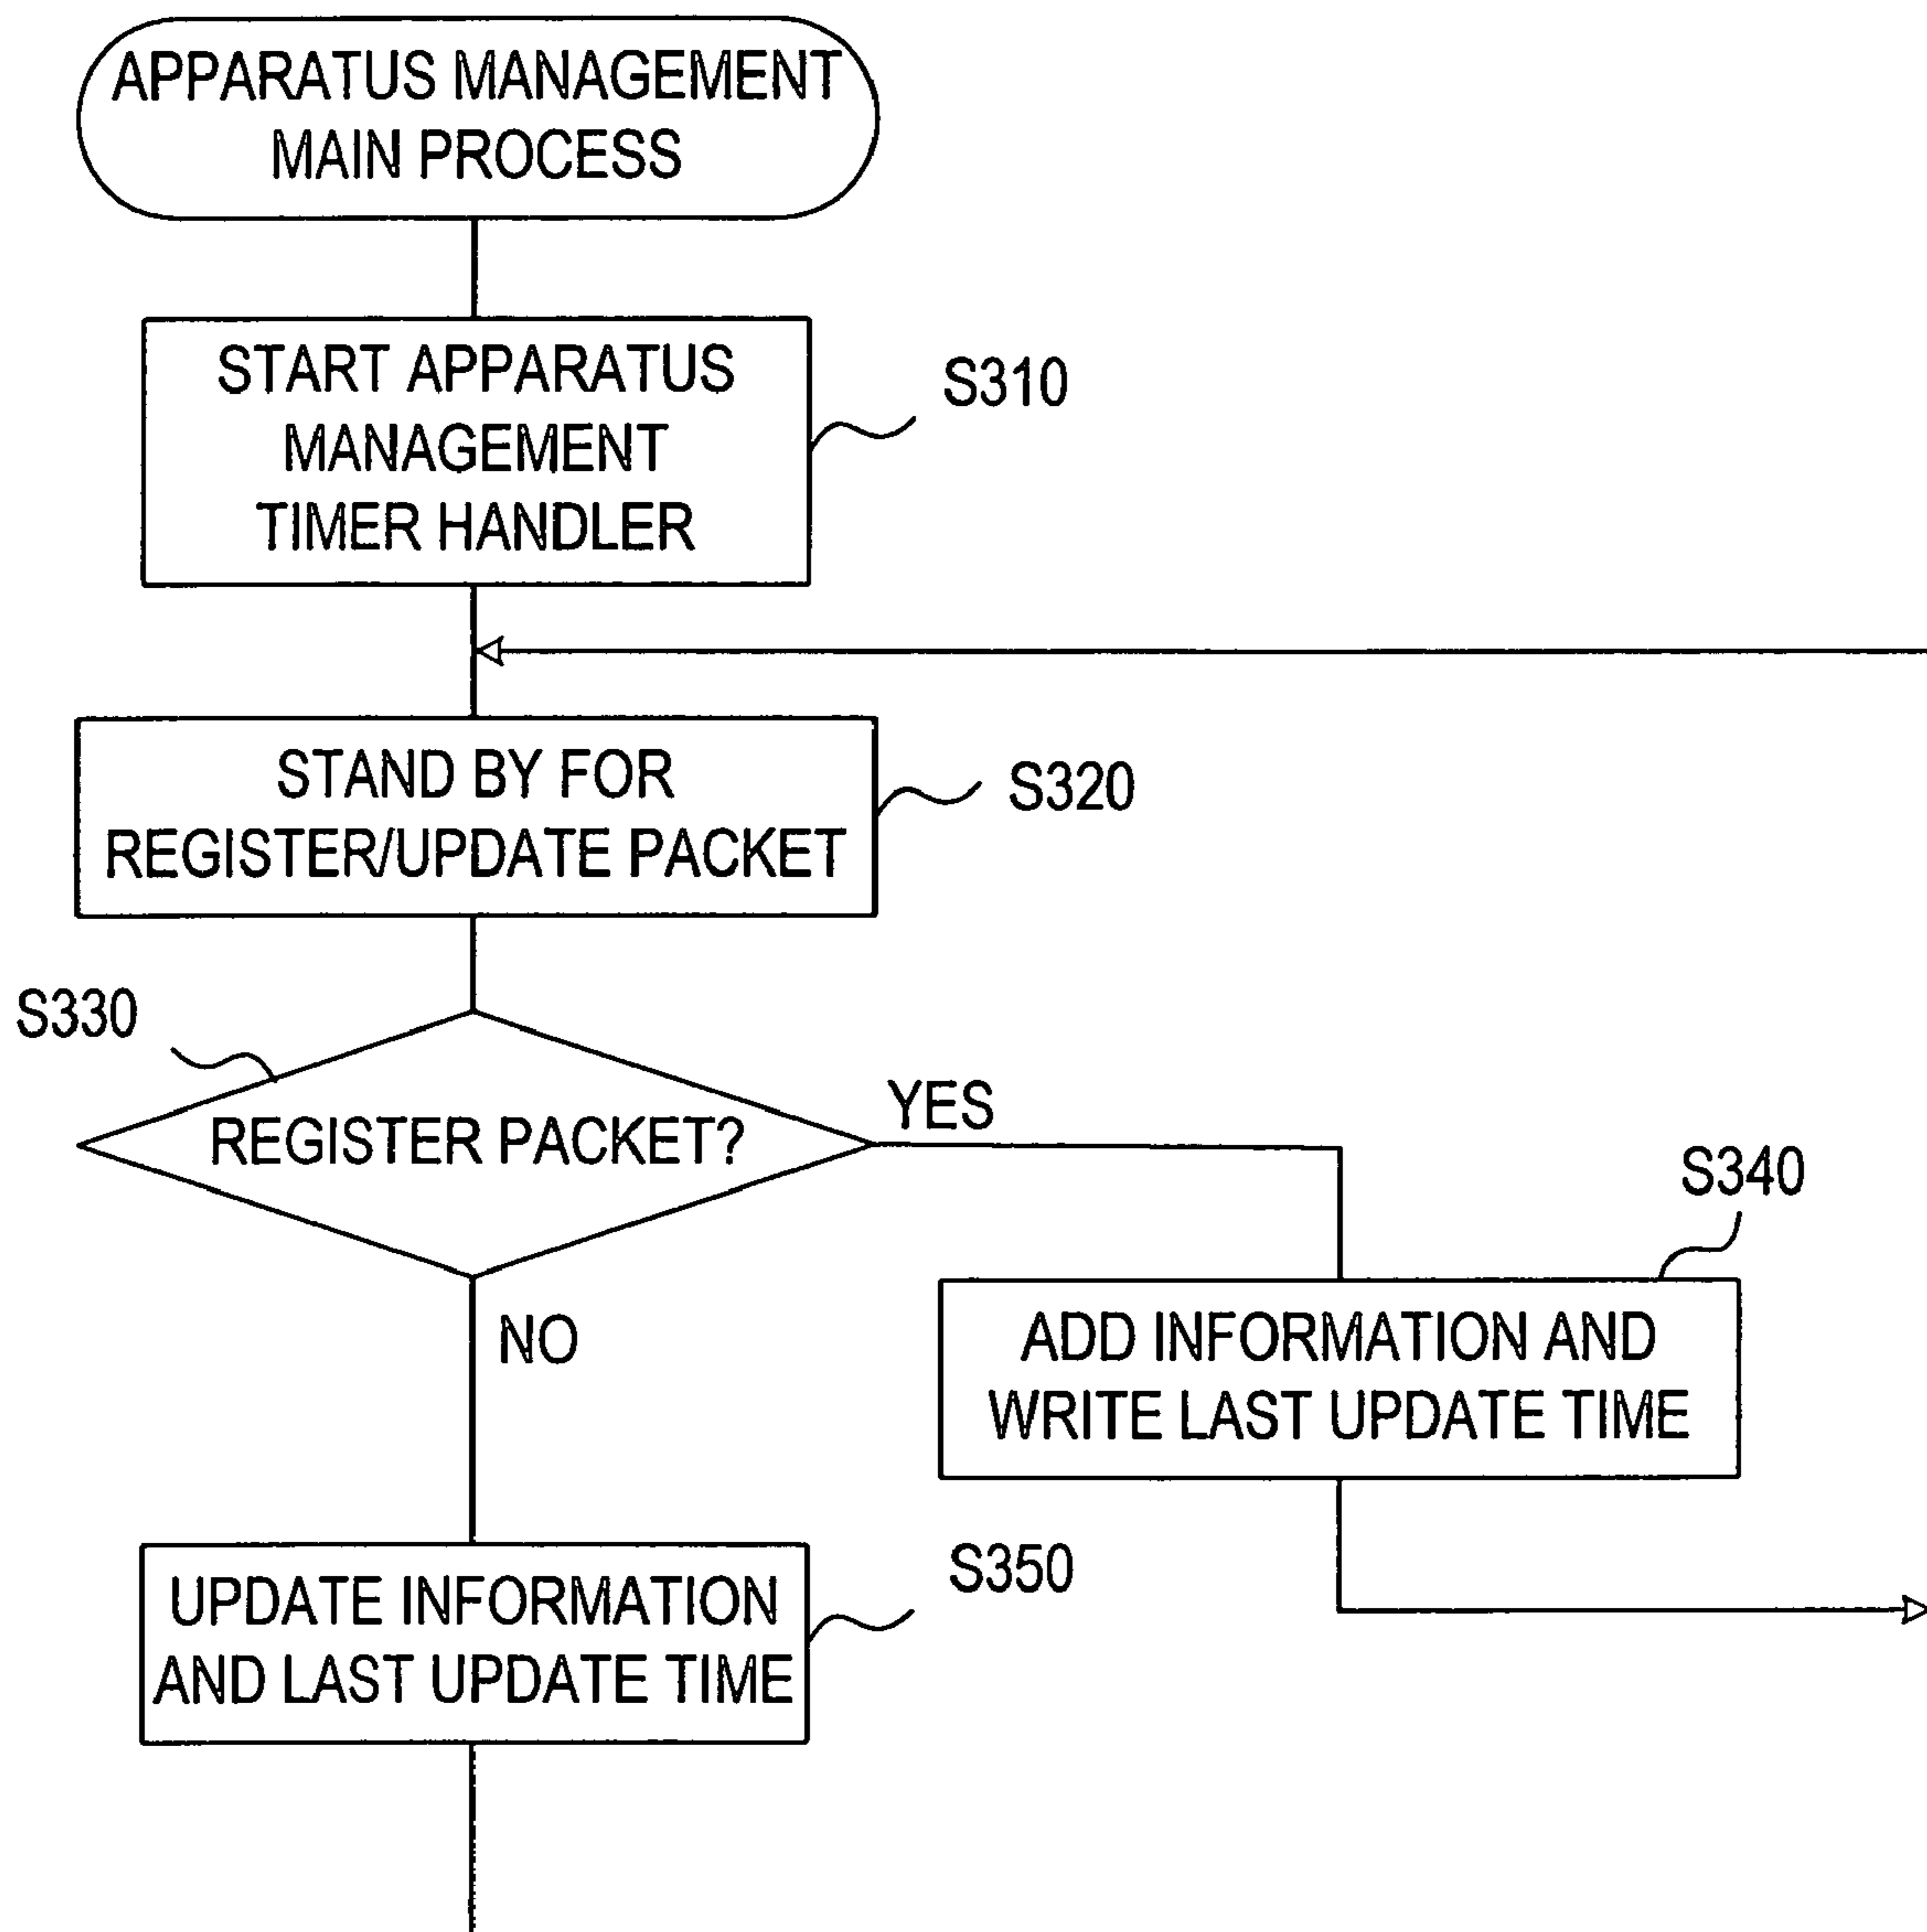 APPARATUS MANAGEMENT
MAIN PROCESS
START APPARATUS
MANAGEMENT
TIMER HANDLER
S310
STAND BY FOR
REGISTER/UPDATE PACKET
S320
S330
REGISTER PACKET?
YES
NO
S340
ADD INFORMATION AND
WRITE LAST UPDATE TIME
UPDATE INFORMATION
AND LAST UPDATE TIME
S350